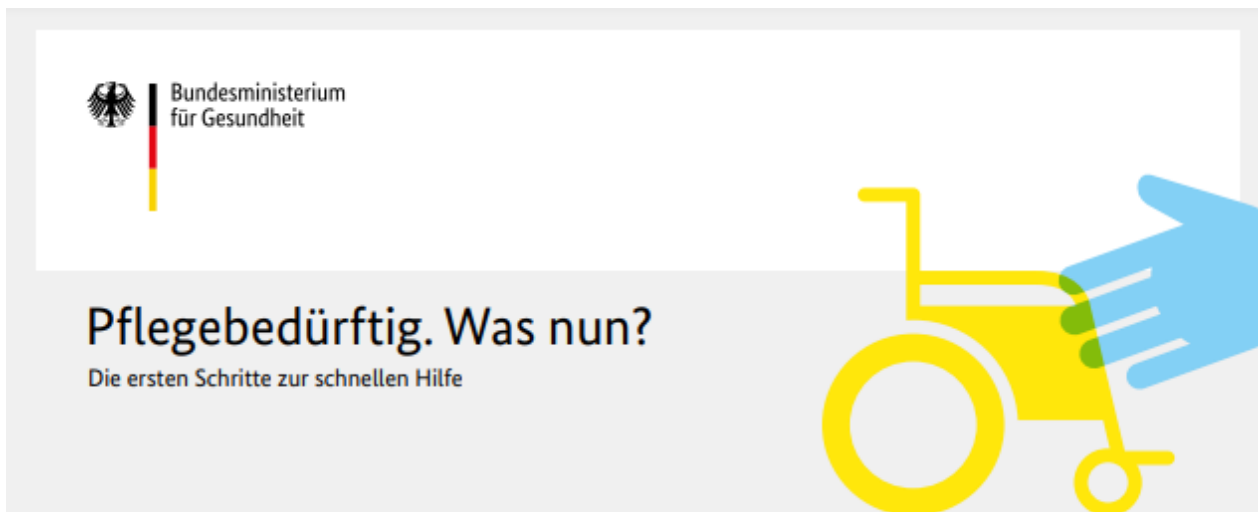 Bundesministerium
für Gesundheit
Pflegebedürftig. Was nun?
Die ersten Schritte zur schnellen Hilfe